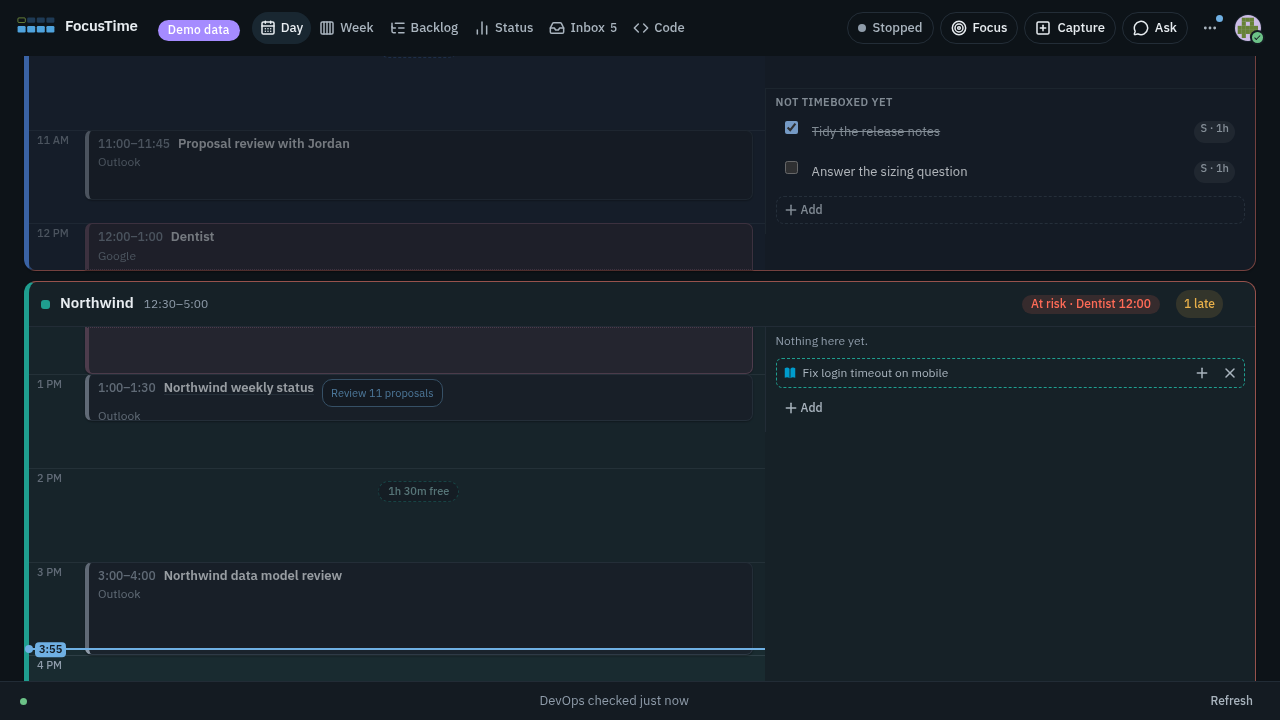 FocusTime
Demo data
Day
Week
Backlog
Status
Inbox 5
Code
Stopped
Focus
Capture
Ask
NOT TIMEBOXED YET
11 AM
11:00–11:45 Proposal review with Jordan
Outlook
Tidy the release notes
S · 1h
Answer the sizing question
S · 1h
Add
12 PM
12:00–1:00 Dentist
Google
Northwind 12:30–5:00
At risk · Dentist 12:00
1 late
Nothing here yet.
Fix login timeout on mobile
Add
1 PM
1:00–1:30 Northwind weekly status
Review 11 proposals
Outlook
2 PM
1h 30m free
3 PM
3:00–4:00 Northwind data model review
Outlook
3:55
4 PM
DevOps checked just now
Refresh